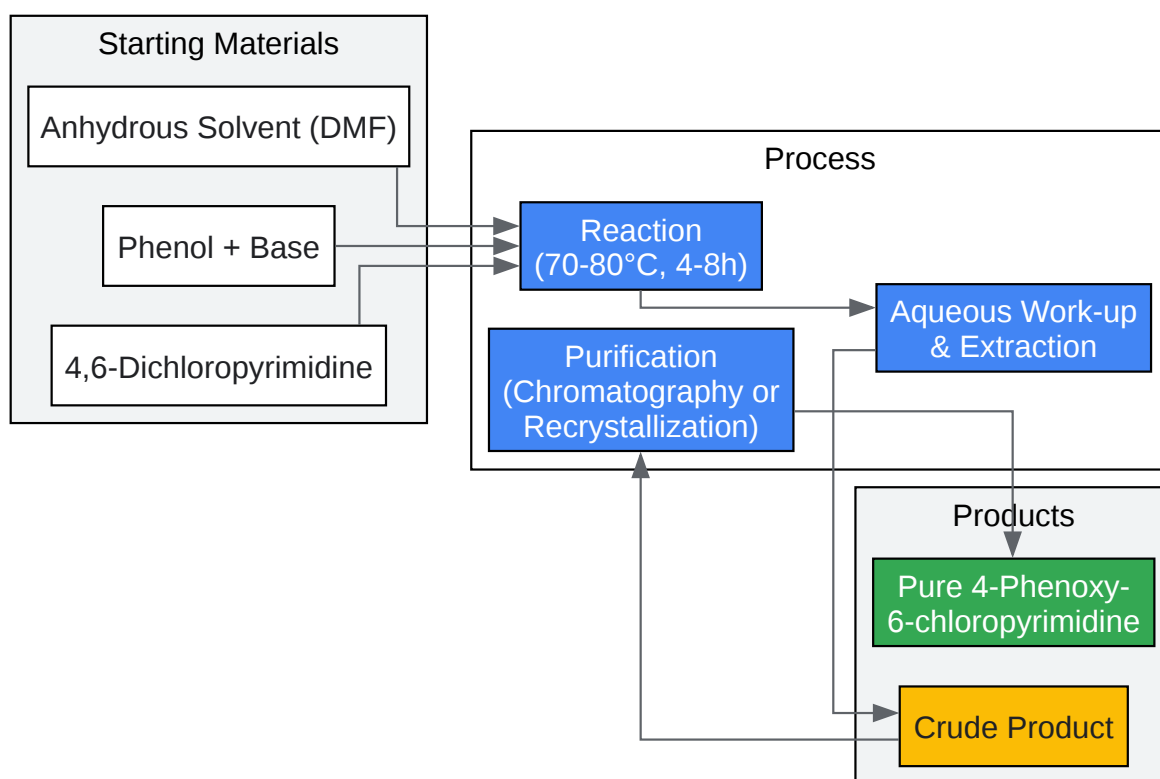 Starting Materials
Anhydrous Solvent (DMF)
Phenol + Base
4,6-Dichloropyrimidine
Process
Reaction
(70-80°C, 4-8h)
Aqueous Work-up
& Extraction
Purification
(Chromatography or
Recrystallization)
Products
Pure 4-Phenoxy-
6-chloropyrimidine
Crude Product